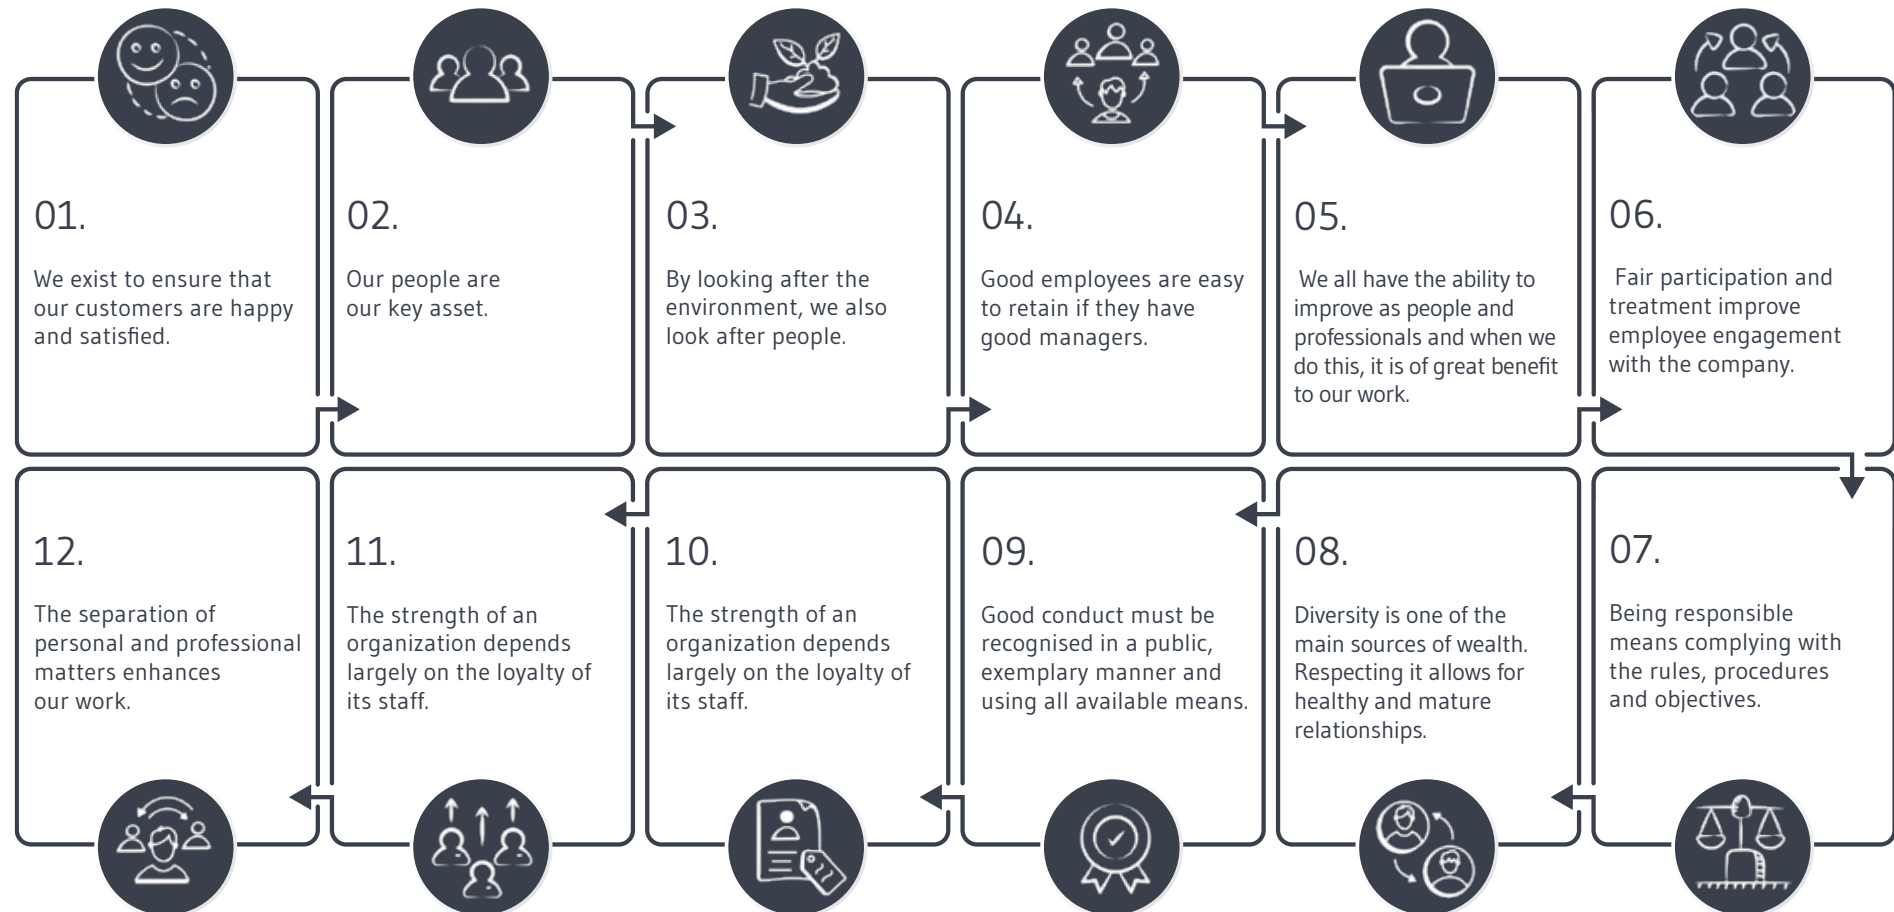 01.
We exist to ensure that
our customers are happy
and satisfied.
02.
Our people are
our key asset.
03.
By looking after the
environment, we also
look after people.
04.
Good employees are easy
to retain if they have
good managers.
05.
We all have the ability to
improve as people and
professionals and when we
do this, it is of great benefit
to our work.
06.
Fair participation and
treatment improve
employee engagement
with the company.
07.
Being responsible
means complying with
the rules, procedures
and objectives.
08.
Diversity is one of the
main sources of wealth.
Respecting it allows for
healthy and mature
relationships.
09.
Good conduct must be
recognised in a public,
exemplary manner and
using all available means.
10.
The strength of an
organization depends
largely on the loyalty of
its staff.
11.
The strength of an
organization depends
largely on the loyalty of
its staff.
12.
The separation of
personal and professional
matters enhances
our work.